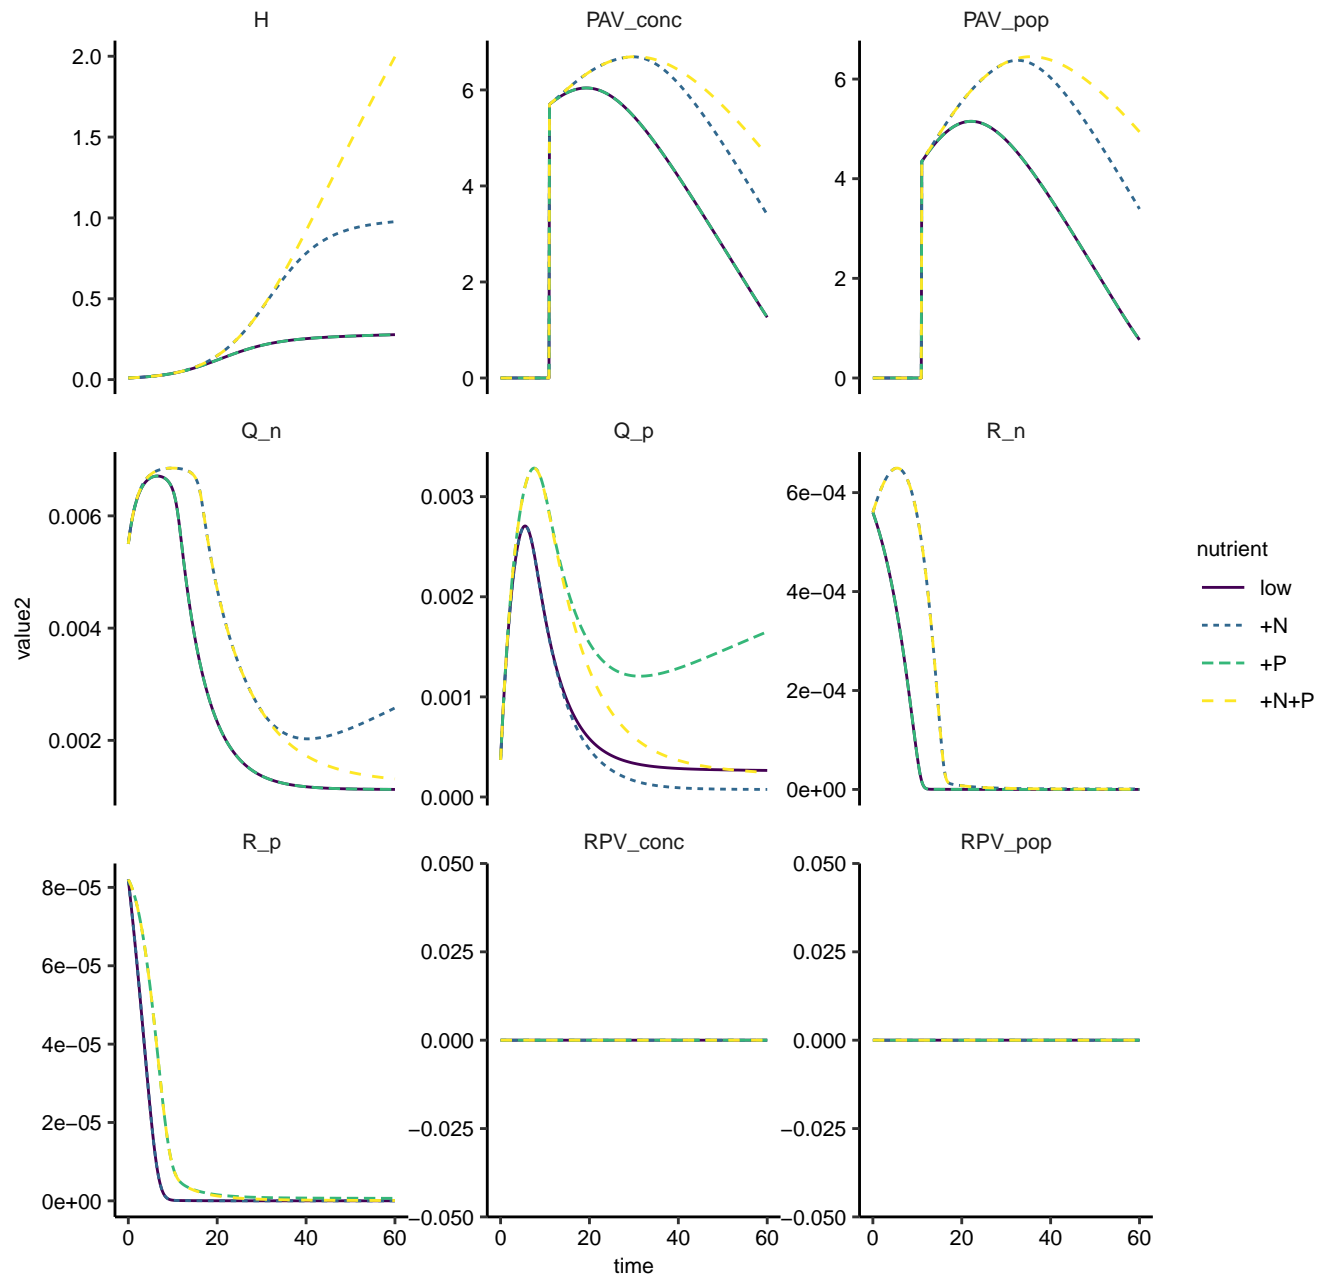 H PAV_conc PAV_pop
2.0
1.5
1.0
0.5
0.0
6
4
2
0
6
4
2
0
Q_n Q_p R_n
value2
0.006
0.004
0.002
0.003
0.002
0.001
0.000
6e−04
4e−04
2e−04
0e+00
nutrient
low
+N
+P
+N+P
R_p RPV_conc RPV_pop
8e−05
6e−05
4e−05
2e−05
0e+00
0.050
0.025
0.000
−0.025
−0.050
0.050
0.025
0.000
−0.025
−0.050
0 20 40 60 0 20 40 60 0 20 40 60
time